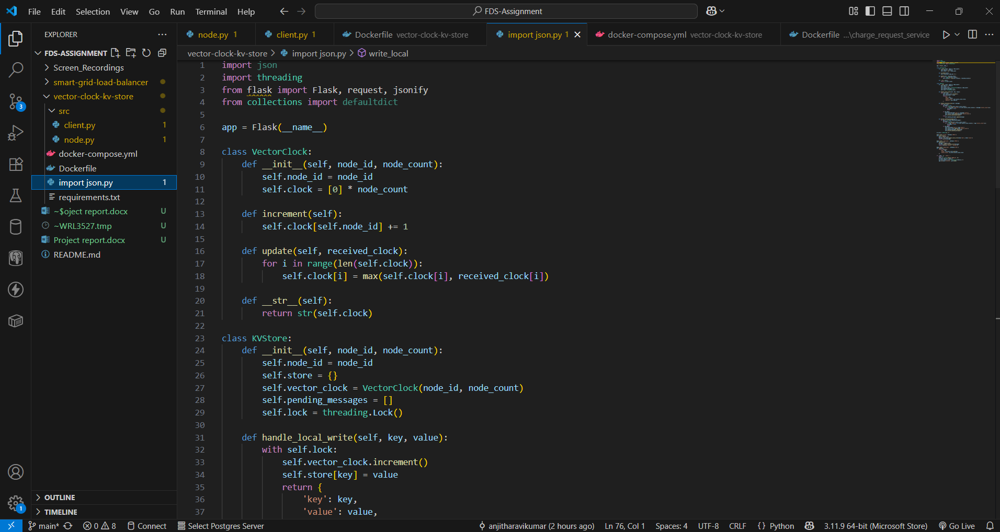 File Edit Selection View Go Run Terminal Help
FDS-Assignment
EXPLORER
FDS-ASSIGNMENT
Screen_Recordings
smart-grid-load-balancer
vector-clock-kv-store
src
client.py 1
node.py 1
docker-compose.yml
Dockerfile
import json.py 1
requirements.txt
~$oject report.docx U
~WRL3527.tmp U
Project report.docx U
README.md
OUTLINE
TIMELINE
3
1
node.py 1
client.py 1
Dockerfile vector-clock-kv-store
import json.py 1
docker-compose.yml vector-clock-kv-store
Dockerfile ...\charge_request_service
vector-clock-kv-store > import json.py > write_local
1 import json
2 import threading
3 from flask import Flask, request, jsonify
4 from collections import defaultdict
5
6 app = Flask(__name__)
7
8 class VectorClock:
9 def __init__(self, node_id, node_count):
10 self.node_id = node_id
11 self.clock = [0] * node_count
12
13 def increment(self):
14 self.clock[self.node_id] += 1
15
16 def update(self, received_clock):
17 for i in range(len(self.clock)):
18 self.clock[i] = max(self.clock[i], received_clock[i])
19
20 def __str__(self):
21 return str(self.clock)
22
23 class KVStore:
24 def __init__(self, node_id, node_count):
25 self.node_id = node_id
26 self.store = {}
27 self.vector_clock = VectorClock(node_id, node_count)
28 self.pending_messages = []
29 self.lock = threading.Lock()
30
31 def handle_local_write(self, key, value):
32 with self.lock:
33 self.vector_clock.increment()
34 self.store[key] = value
35 return {
36 'key': key,
37 'value': value,
main* 0 8 Connect Select Postgres Server anjitharavikumar (2 hours ago) Ln 76, Col 1 Spaces: 4 UTF-8 CRLF {} Python 3.11.9 64-bit (Microsoft Store) Go Live